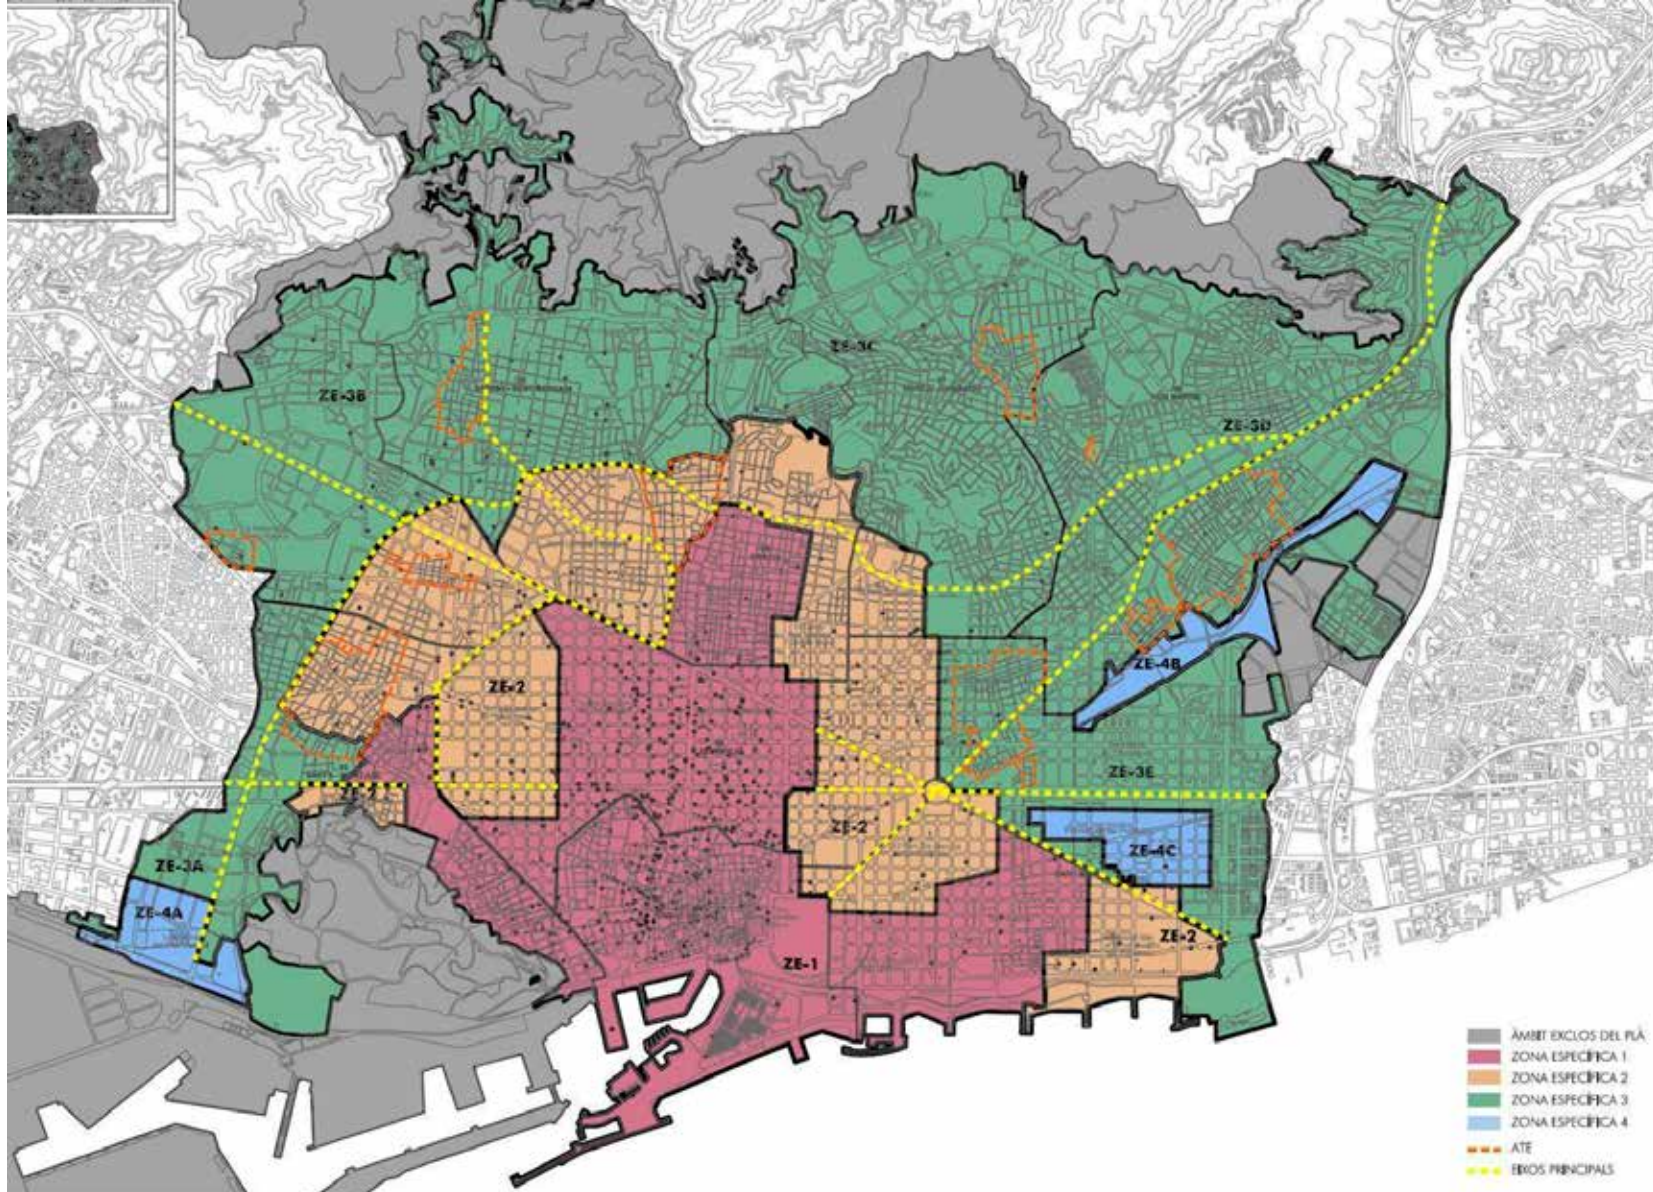 ZE-3C
ZE-3B
ZE-3D
ZE-4B
ZE-2
ZE-3E
ZE-2
ZE-4C
ZE-3A
ZE-4A
ZE-2
ZE-1
ÀMBIT EXCLOS DEL PLÀ
ZONA ESPECÍFICA 1
ZONA ESPECÍFICA 2
ZONA ESPECÍFICA 3
ZONA ESPECÍFICA 4
ATE
EIXOS PRINCIPALS